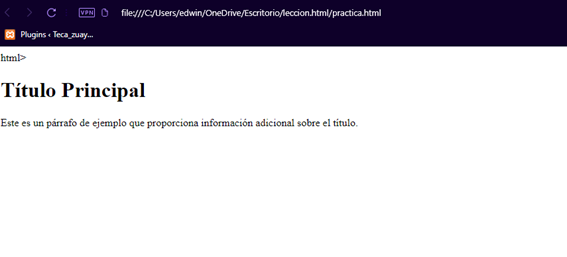 VPN file:///C:/Users/edwin/OneDrive/Escritorio/leccion.html/practica.html
Plugins ‹ Teca_zuay...
html>
Título Principal
Este es un párrafo de ejemplo que proporciona información adicional sobre el título.